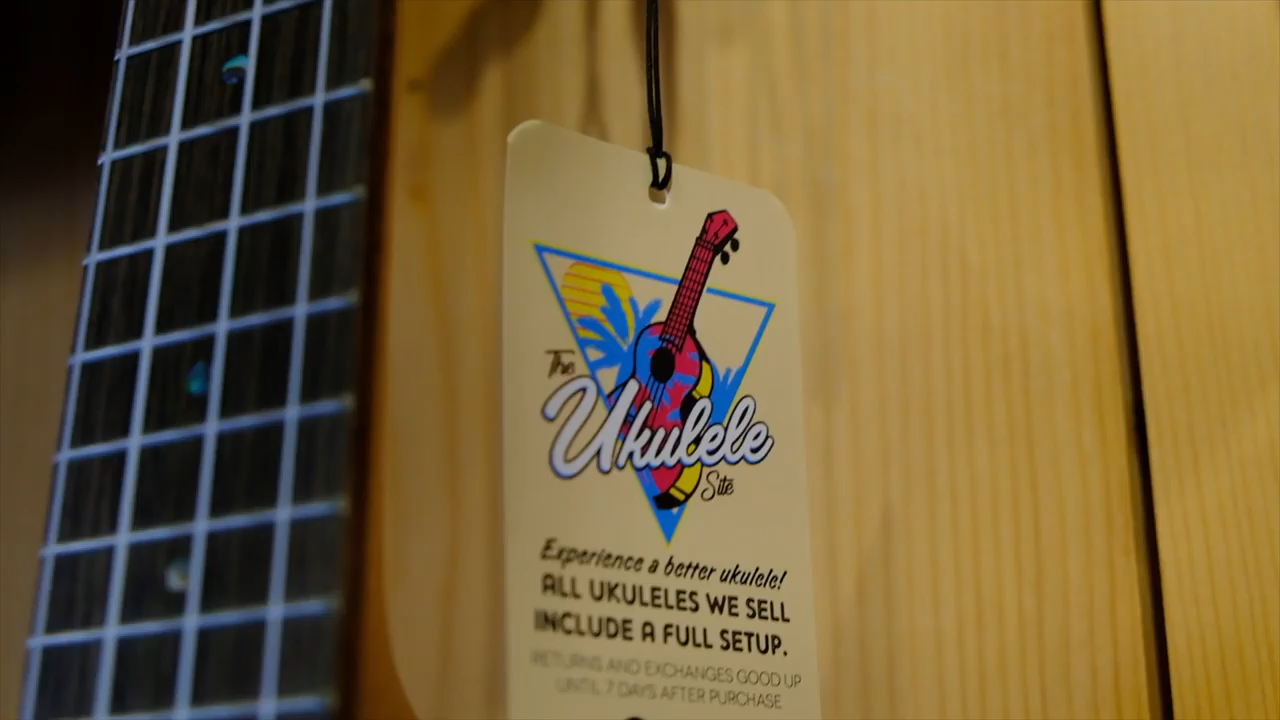 The
Ukulele
Site
Experience a better ukulele!
ALL UKULELES WE SELL
INCLUDE A FULL SETUP.
RETURNS AND EXCHANGES GOOD UP
UNTIL 7 DAYS AFTER PURCHASE